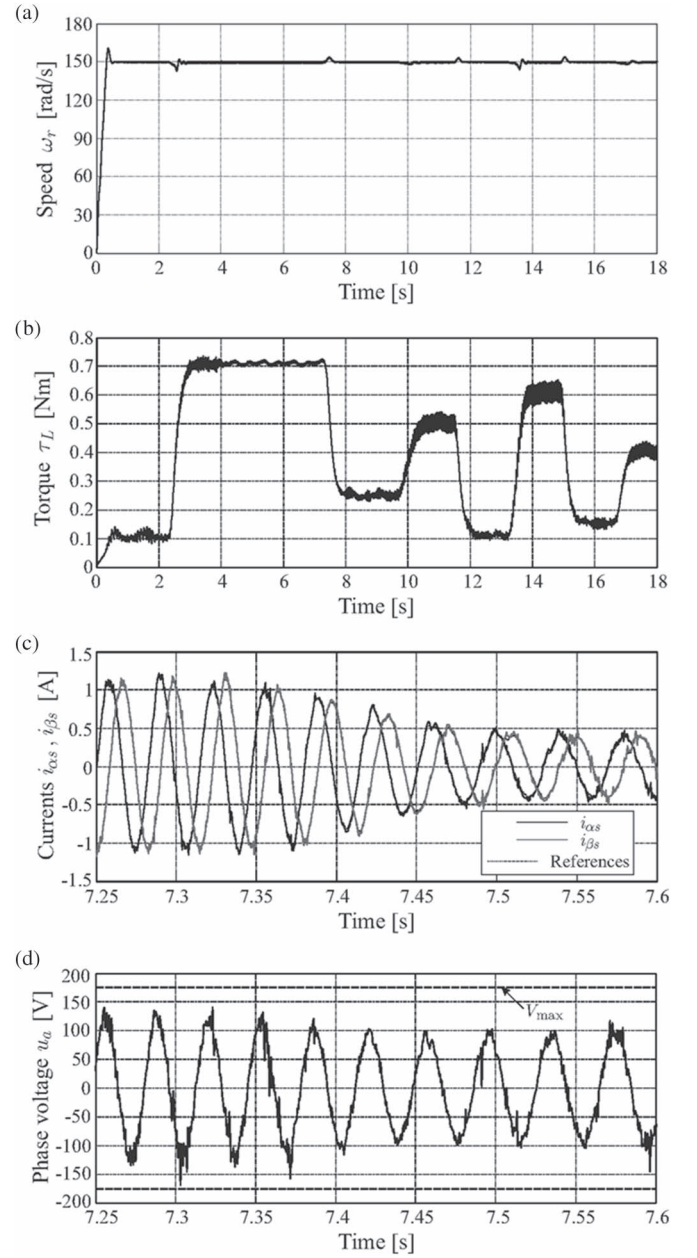 (a)
180
150
120
90
60
30
0
Speed ωr [rad/s]
0 2 4 6 8 10 12 14 16 18
Time [s]
(b)
0.8
0.7
0.6
0.5
0.4
0.3
0.2
0.1
0
Torque τL [Nm]
0 2 4 6 8 10 12 14 16 18
Time [s]
(c)
1.5
1
0.5
0
-0.5
-1
-1.5
Currents iαs , iβs [A]
iαs
iβs
References
7.25 7.3 7.35 7.4 7.45 7.5 7.55 7.6
Time [s]
(d)
200
150
100
50
0
-50
-100
-150
-200
Phase voltage ua [V]
Vmax
7.25 7.3 7.35 7.4 7.45 7.5 7.55 7.6
Time [s]